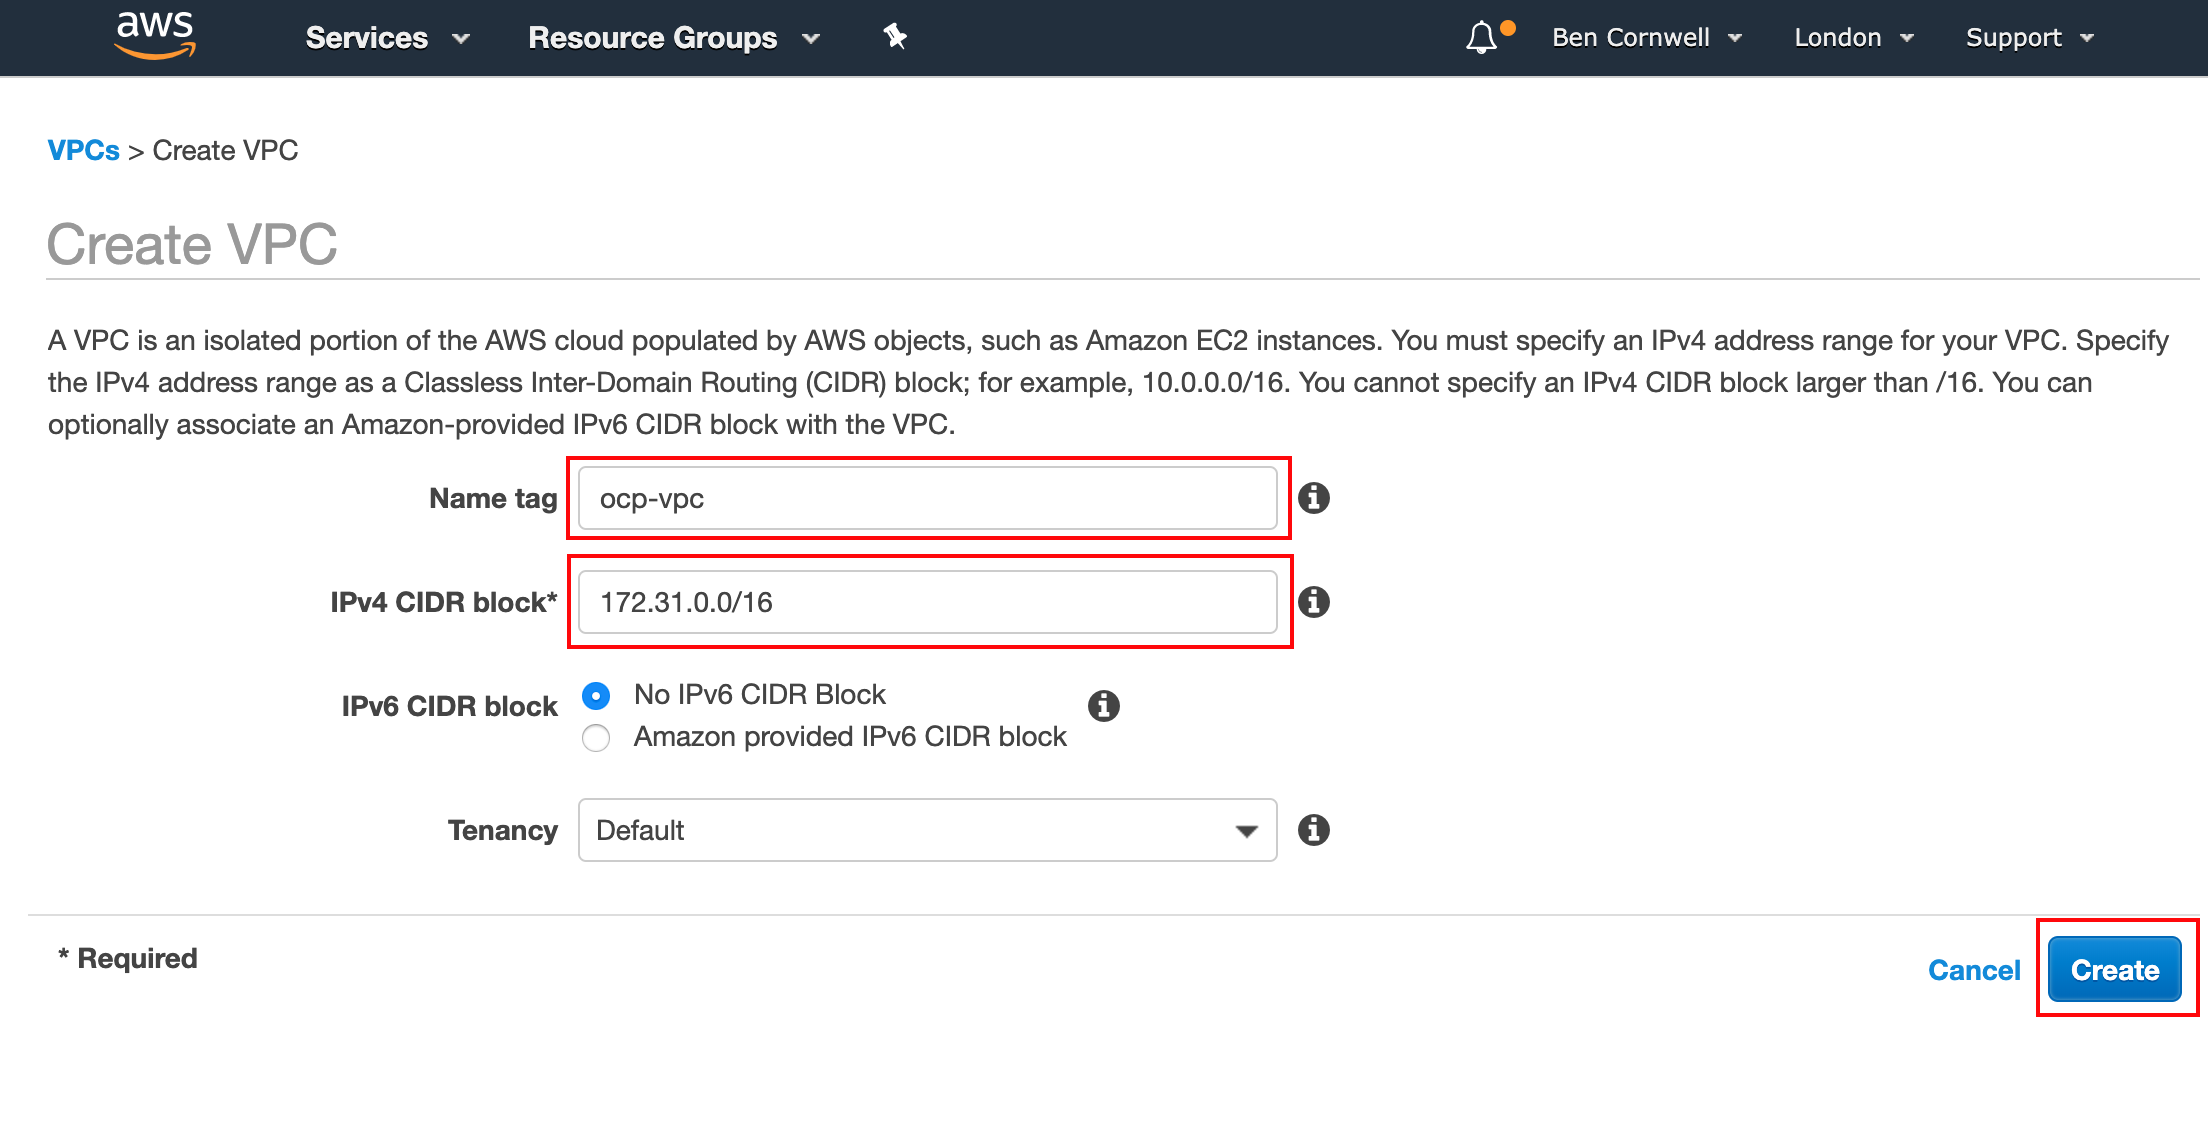 aws Services Resource Groups Ben Cornwell London Support
VPCs > Create VPC
Create VPC
A VPC is an isolated portion of the AWS cloud populated by AWS objects, such as Amazon EC2 instances. You must specify an IPv4 address range for your VPC. Specify
the IPv4 address range as a Classless Inter-Domain Routing (CIDR) block; for example, 10.0.0.0/16. You cannot specify an IPv4 CIDR block larger than /16. You can
optionally associate an Amazon-provided IPv6 CIDR block with the VPC.
Name tag ocp-vpc
IPv4 CIDR block* 172.31.0.0/16
IPv6 CIDR block No IPv6 CIDR Block
Amazon provided IPv6 CIDR block
Tenancy Default
* Required
Cancel Create